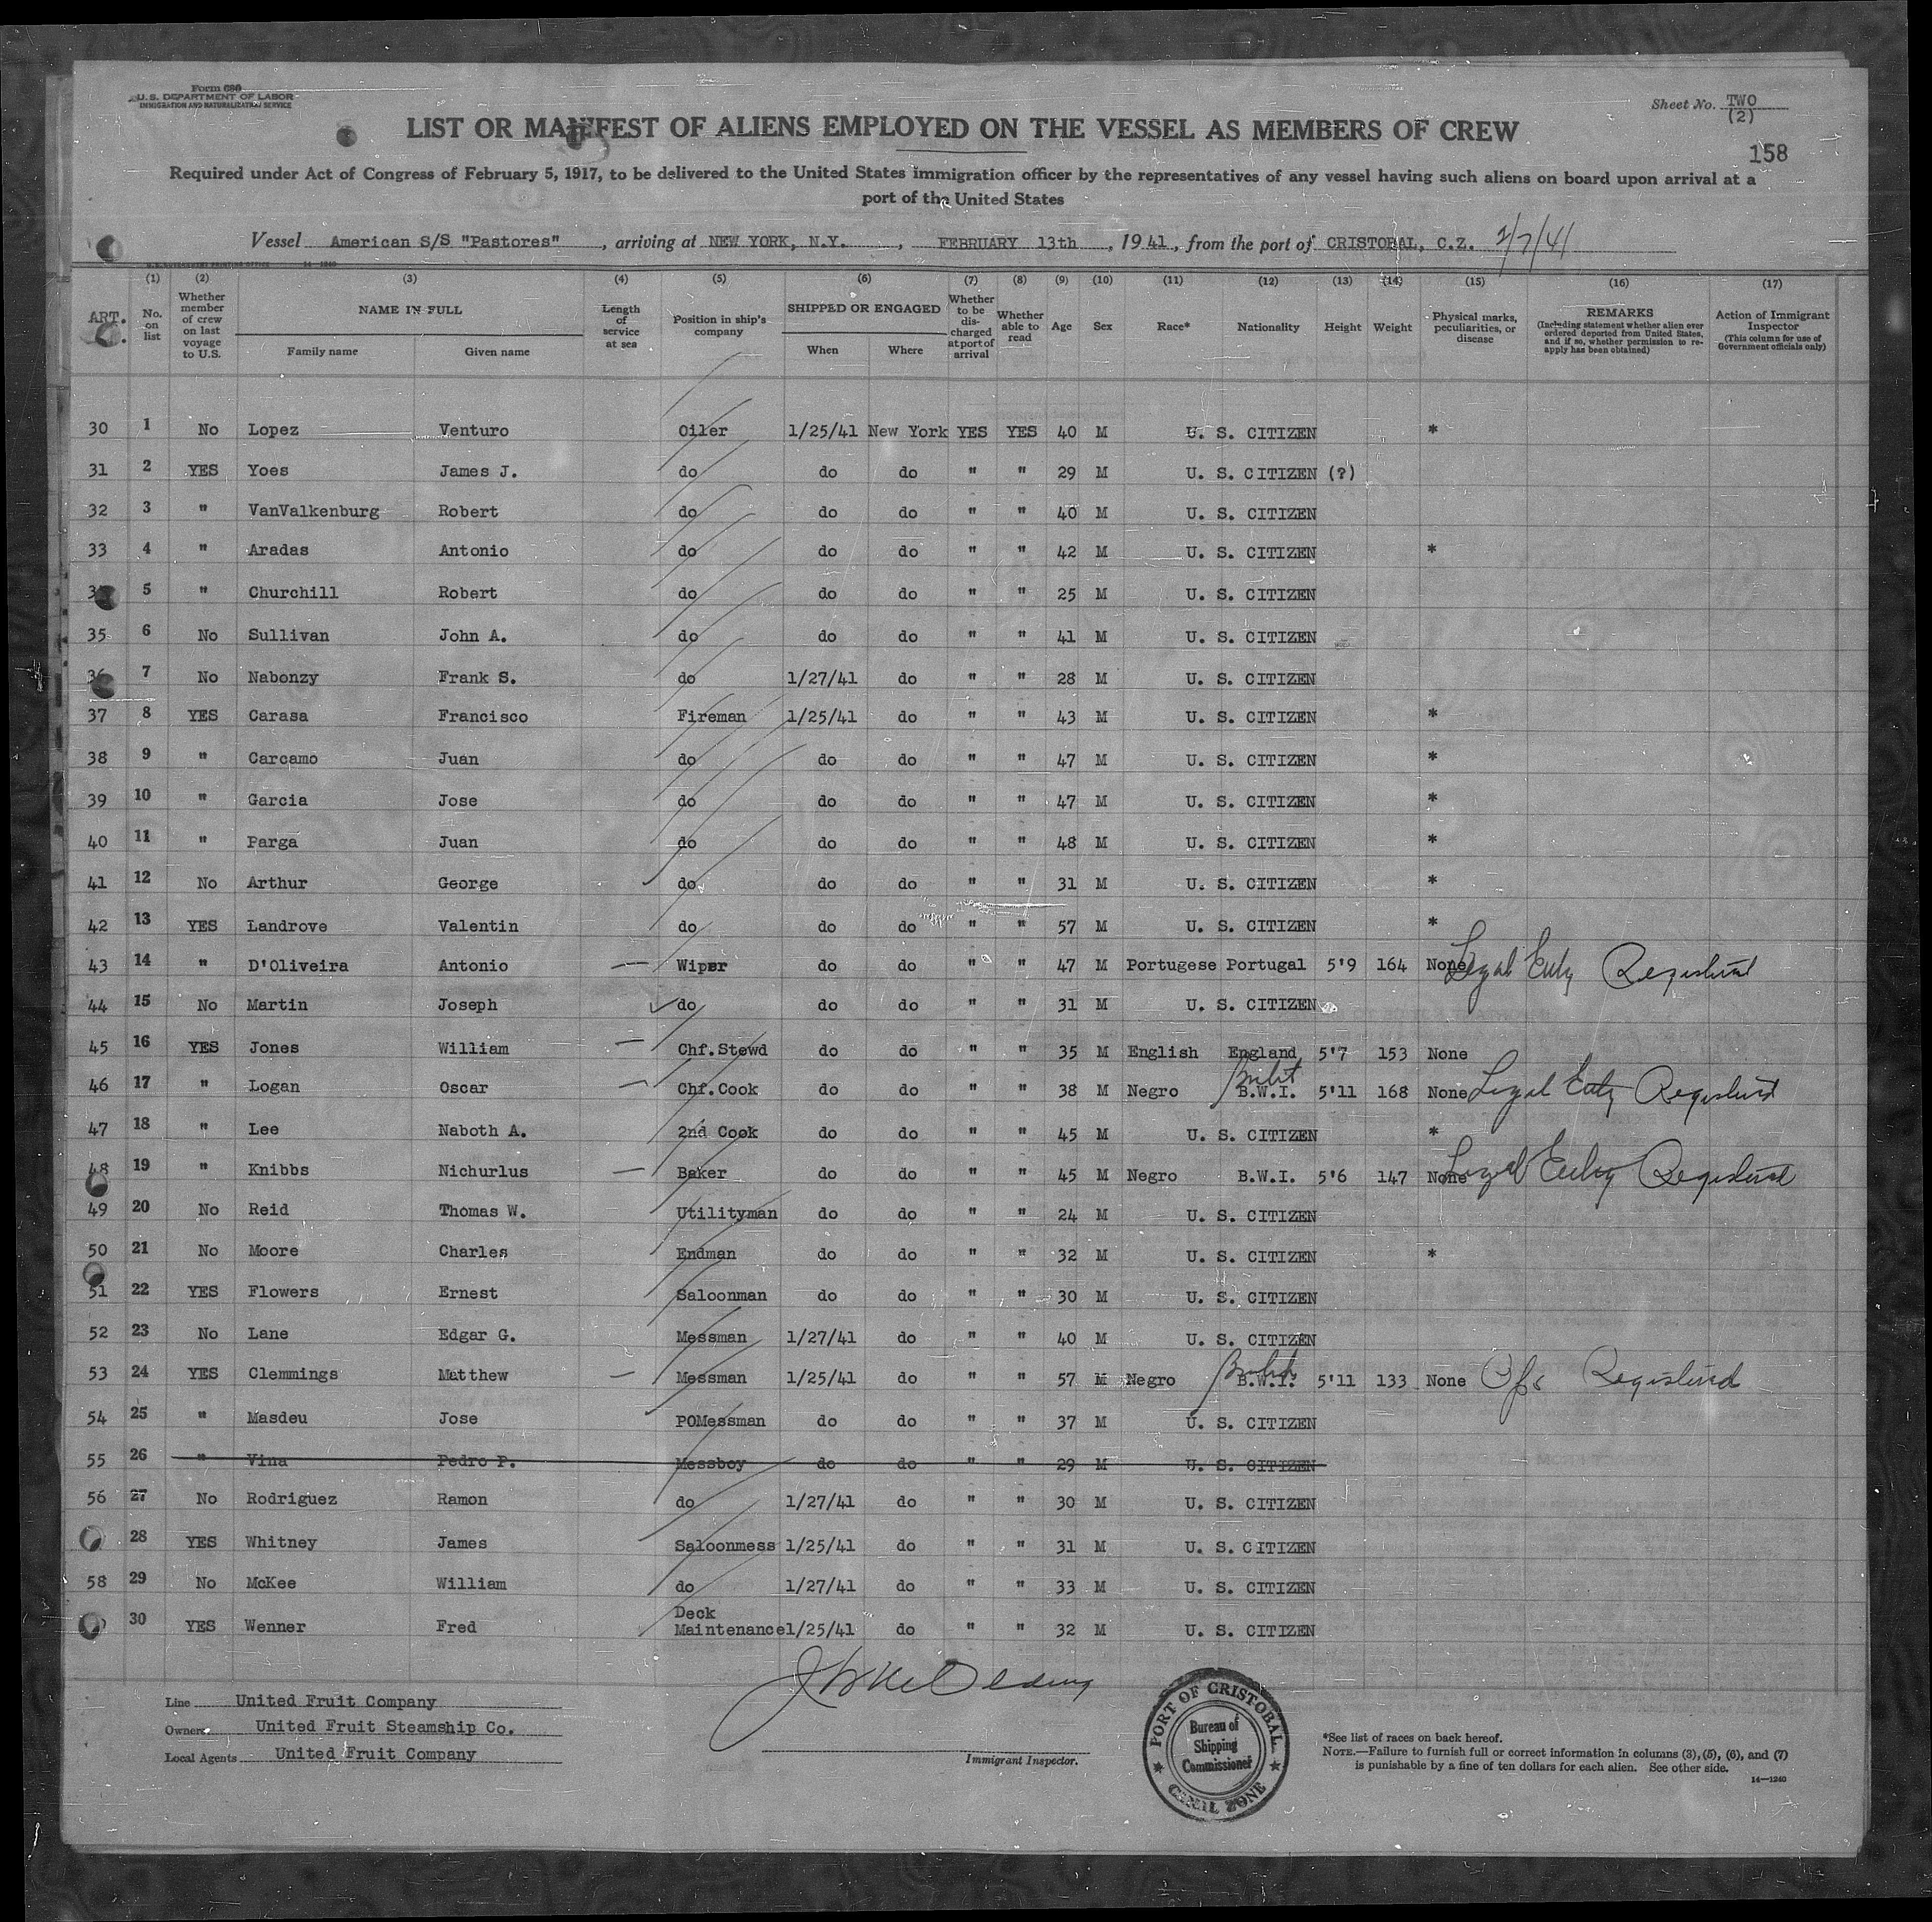 Form 680
U.S. DEPARTMENT OF LABOR
IMMIGRATION AND NATURALIZATION SERVICE
Sheet No. TWO
(2)
LIST OR MANIFEST OF ALIENS EMPLOYED ON THE VESSEL AS MEMBERS OF CREW
158
Required under Act of Congress of February 5, 1917, to be delivered to the United States immigration officer by the representatives of any vessel having such aliens on board upon arrival at a
port of the United States
Vessel American S/S "Pastores", arriving at NEW YORK, N.Y., FEBRUARY 13th, 1941, from the port of CRISTOBAL, C.Z. 2/7/41
(1) (2) (3) (4) (5) (6) (7) (8) (9) (10) (11) (12) (13) (14) (15) (16) (17)
ART. No. on list Whether member of crew on last voyage to U.S. NAME IN FULL Family name Given name Length of service at sea Position in ship's company SHIPPED OR ENGAGED When Where Whether to be discharged at port of arrival Whether able to read Age Sex Race* Nationality Height Weight Physical marks, peculiarities, or disease REMARKS (Including statement whether alien ever ordered deported from United States, and if so, whether permission to reapply has been obtained) Action of Immigrant Inspector (This column for use of Government officials only)
30 1 No Lopez Venturo Oiler 1/25/41 New York YES YES 40 M U. S. CITIZEN *
31 2 YES Yoes James J. do do do " " 29 M U. S. CITIZEN (?)
32 3 " VanValkenburg Robert do do do " " 40 M U. S. CITIZEN
33 4 " Aradas Antonio do do do " " 42 M U. S. CITIZEN *
5 " Churchill Robert do do do " " 25 M U. S. CITIZEN
35 6 No Sullivan John A. do do do " " 41 M U. S. CITIZEN
36 7 No Nabonzy Frank S. do 1/27/41 do " " 28 M U. S. CITIZEN
37 8 YES Carasa Francisco Fireman 1/25/41 do " " 43 M U. S. CITIZEN *
38 9 " Carcamo Juan do do do " " 47 M U. S. CITIZEN *
39 10 " Garcia Jose do do do " " 47 M U. S. CITIZEN *
40 11 " Parga Juan do do do " " 48 M U. S. CITIZEN *
41 12 No Arthur George do do do " " 31 M U. S. CITIZEN *
42 13 YES Landrove Valentin do do do " " 57 M U. S. CITIZEN *
43 14 " D'Oliveira Antonio — Wiper do do " " 47 M Portugese Portugal 5'9 164 None Legal Entry Registered
44 15 No Martin Joseph do do do " " 31 M U. S. CITIZEN
45 16 YES Jones William — Chf.Stewd do do " " 35 M English England 5'7 153 None
46 17 " Logan Oscar — Chf.Cook do do " " 38 M Negro B.W.I. 5'11 168 None Legal Entry Registered
47 18 " Lee Naboth A. 2nd Cook do do " " 45 M U. S. CITIZEN *
48 19 " Knibbs Nichurlus — Baker do do " " 45 M Negro B.W.I. 5'6 147 None Legal Entry Registered
49 20 No Reid Thomas W. Utilityman do do " " 24 M U. S. CITIZEN
50 21 No Moore Charles Endman do do " " 32 M U. S. CITIZEN *
51 22 YES Flowers Ernest Saloonman do do " " 30 M U. S. CITIZEN
52 23 No Lane Edgar G. Messman 1/27/41 do " " 40 M U. S. CITIZEN
53 24 YES Clemmings Matthew — Messman 1/25/41 do " " 57 M Negro British B.W.I. 5'11 133 None Registered
54 25 " Masdeu Jose POMessman do do " " 37 M U. S. CITIZEN
55 26 " Vina Pedro P. Messboy do do " " 29 M U. S. CITIZEN
56 27 No Rodriguez Ramon do 1/27/41 do " " 30 M U. S. CITIZEN
28 YES Whitney James Saloonmess 1/25/41 do " " 31 M U. S. CITIZEN
58 29 No McKee William do 1/27/41 do " " 33 M U. S. CITIZEN
30 YES Wenner Fred Deck Maintenance 1/25/41 do " " 32 M U. S. CITIZEN
Line United Fruit Company
Owners United Fruit Steamship Co.
Local Agents United Fruit Company
Immigrant Inspector.
PORT OF CRISTOBAL
Bureau of
Shipping
Commissioner
CANAL ZONE
*See list of races on back hereof.
NOTE.—Failure to furnish full or correct information in columns (3), (5), (6), and (7)
is punishable by a fine of ten dollars for each alien. See other side.
14—1240